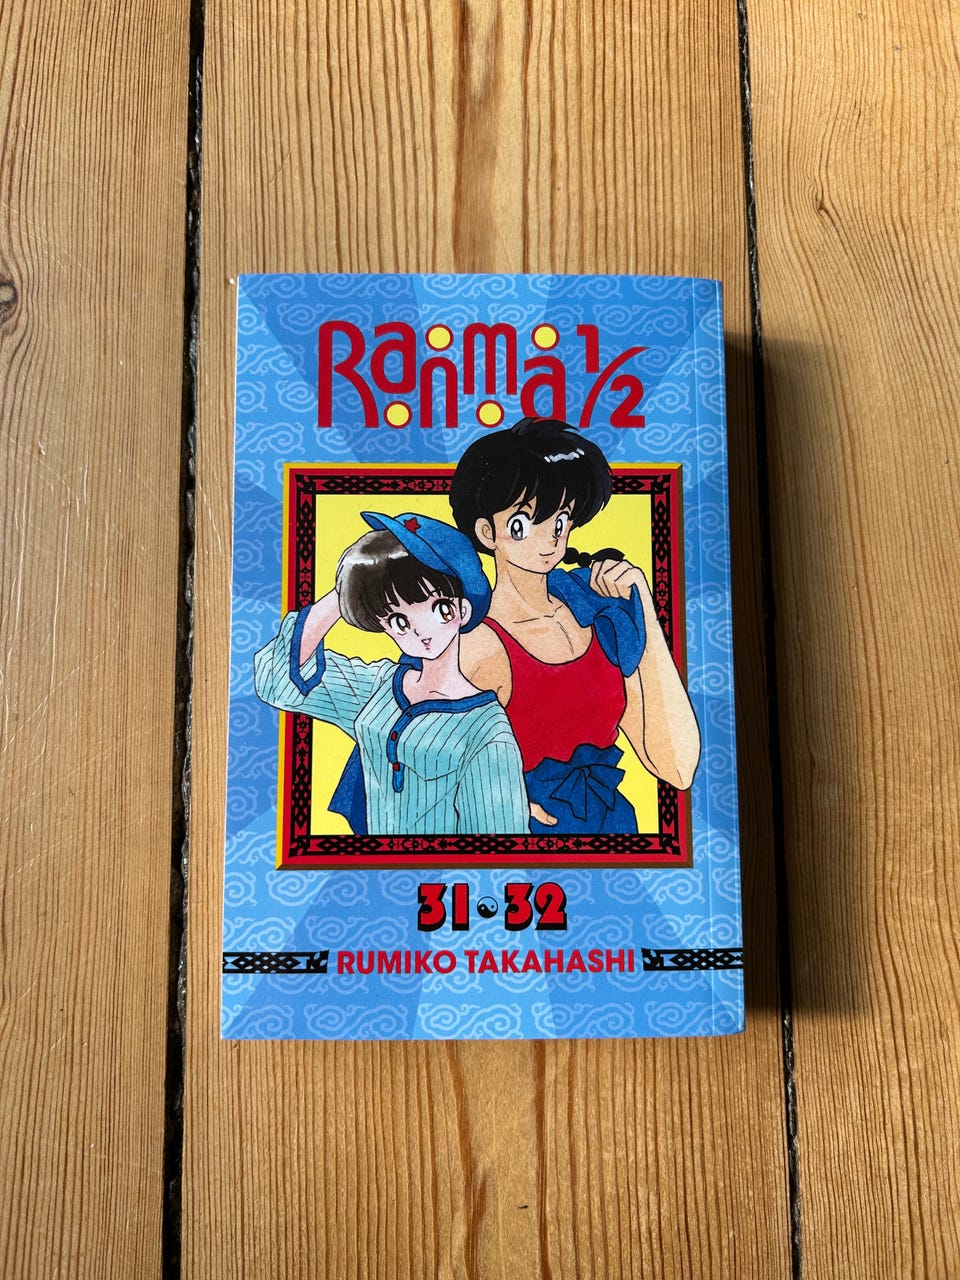 Ranma 1/2
31•32
RUMIKO TAKAHASHI